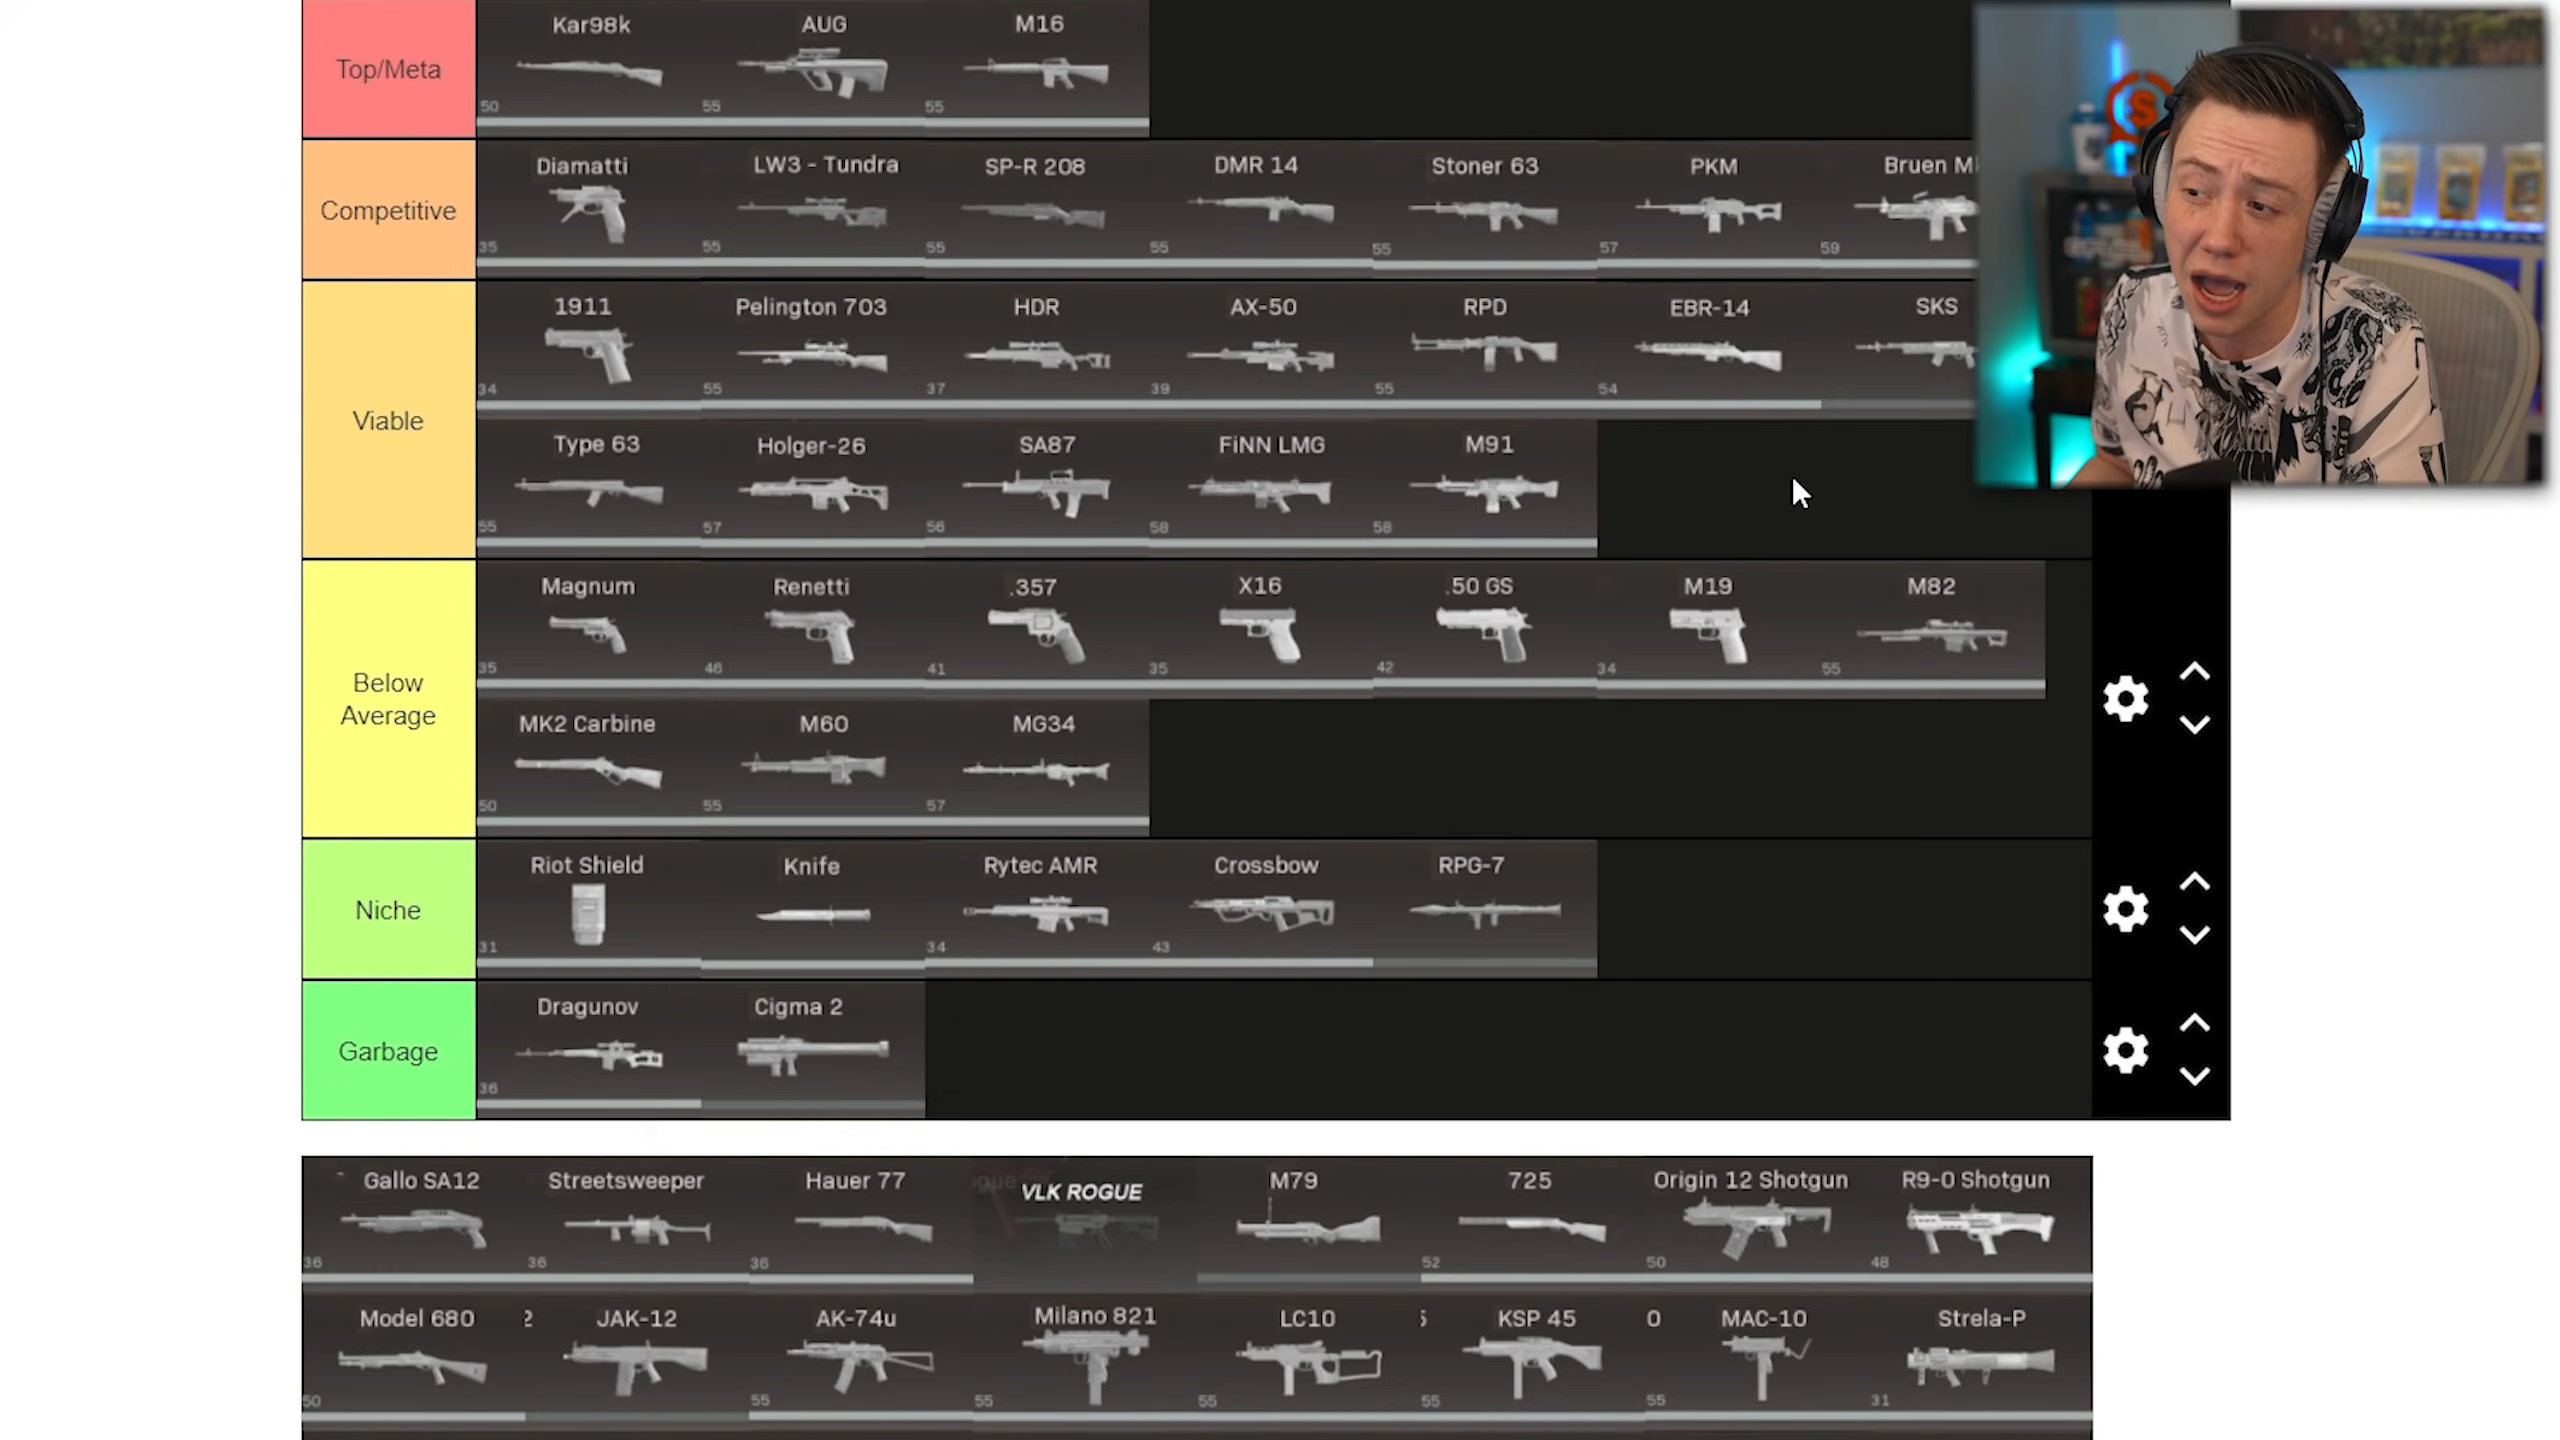 Top/Meta
Kar98k AUG M16
50 55 55
Competitive
Diamatti LW3 - Tundra SP-R 208 DMR 14 Stoner 63 PKM Bruen M
35 55 55 55 55 57 59
Viable
1911 Pelington 703 HDR AX-50 RPD EBR-14 SKS
34 55 37 39 55 54
Type 63 Holger-26 SA87 FiNN LMG M91
55 57 56 58 58
Below
Average
Magnum Renetti .357 X16 .50 GS M19 M82
35 46 41 35 42 34 55
MK2 Carbine M60 MG34
50 55 57
Niche
Riot Shield Knife Rytec AMR Crossbow RPG-7
31 34 43
Garbage
Dragunov Cigma 2
36
Gallo SA12 Streetsweeper Hauer 77 VLK ROGUE M79 725 Origin 12 Shotgun R9-0 Shotgun
36 36 36 52 50 48
Model 680 2 JAK-12 AK-74u Milano 821 LC10 5 KSP 45 0 MAC-10 Strela-P
50 55 55 55 55 55 31